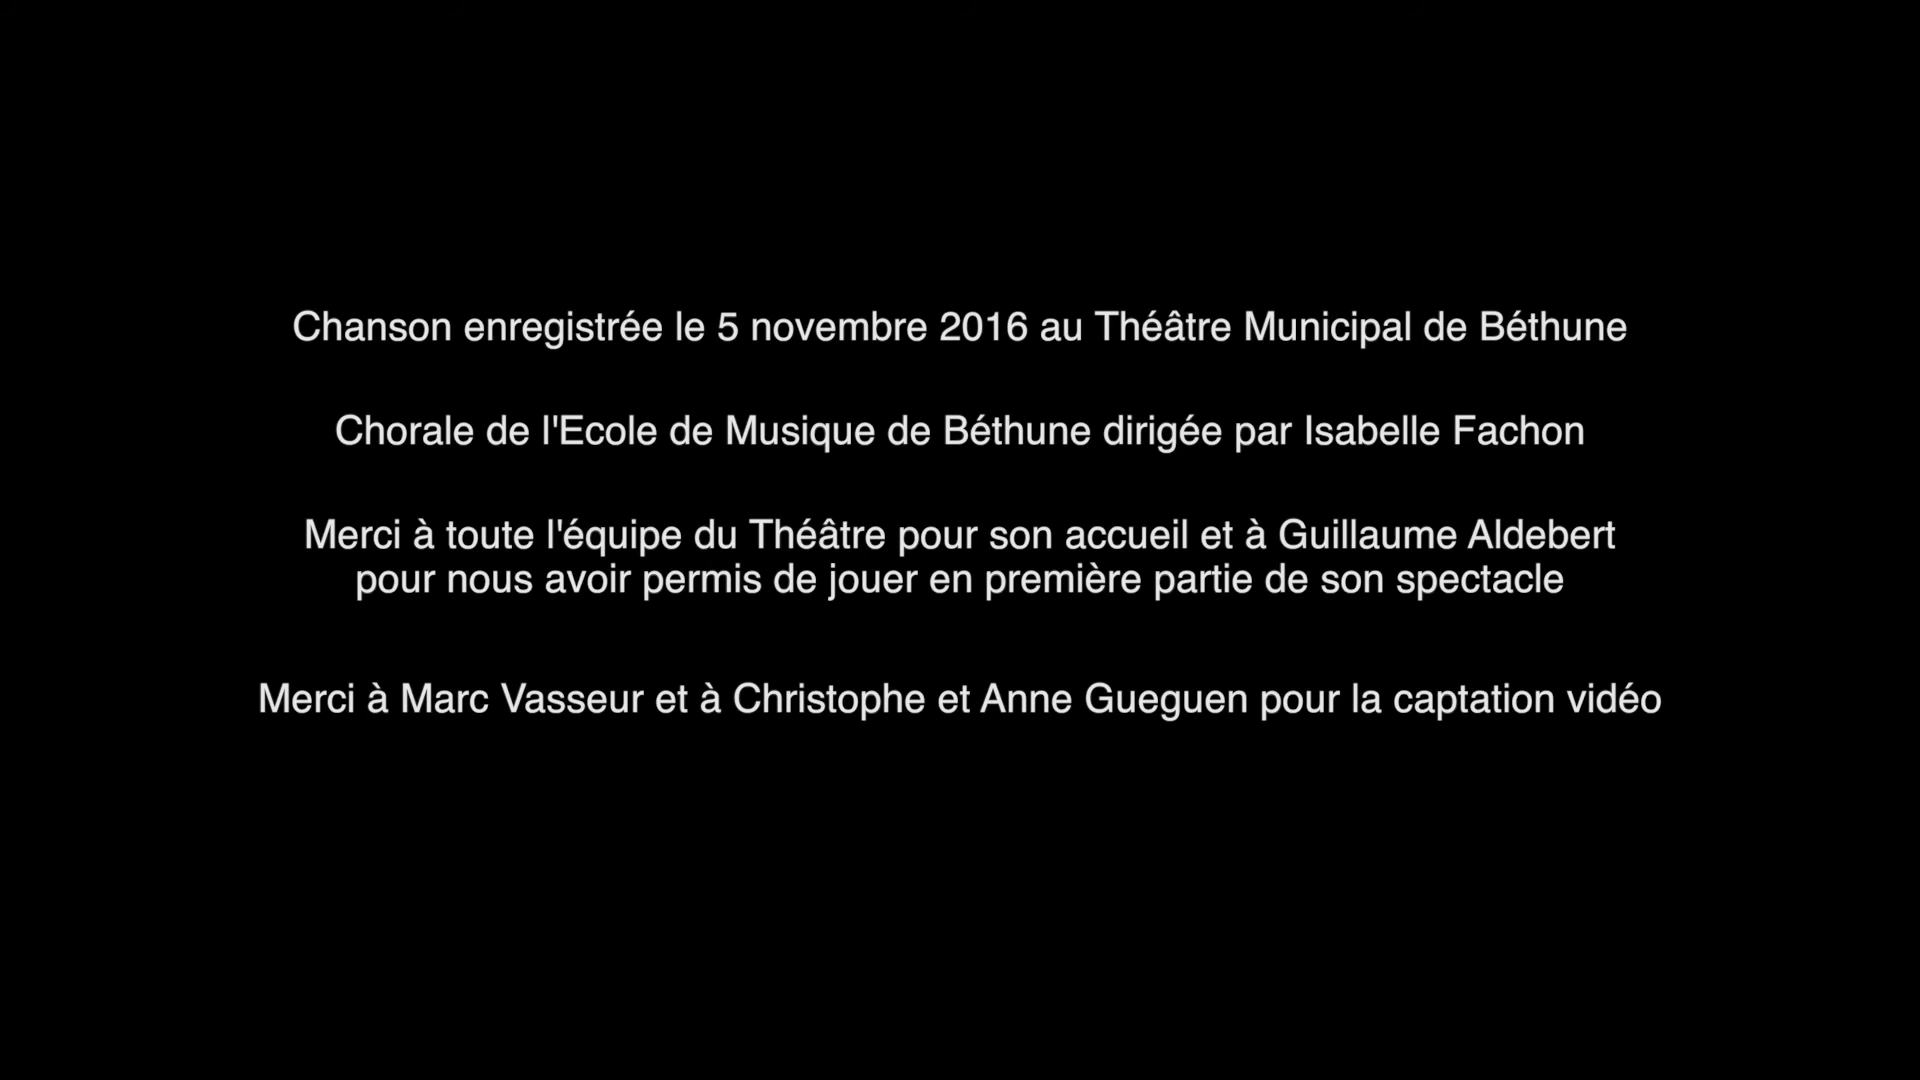 Chanson enregistrée le 5 novembre 2016 au Théâtre Municipal de Béthune
Chorale de l'Ecole de Musique de Béthune dirigée par Isabelle Fachon
Merci à toute l'équipe du Théâtre pour son accueil et à Guillaume Aldebert
pour nous avoir permis de jouer en première partie de son spectacle
Merci à Marc Vasseur et à Christophe et Anne Gueguen pour la captation vidéo